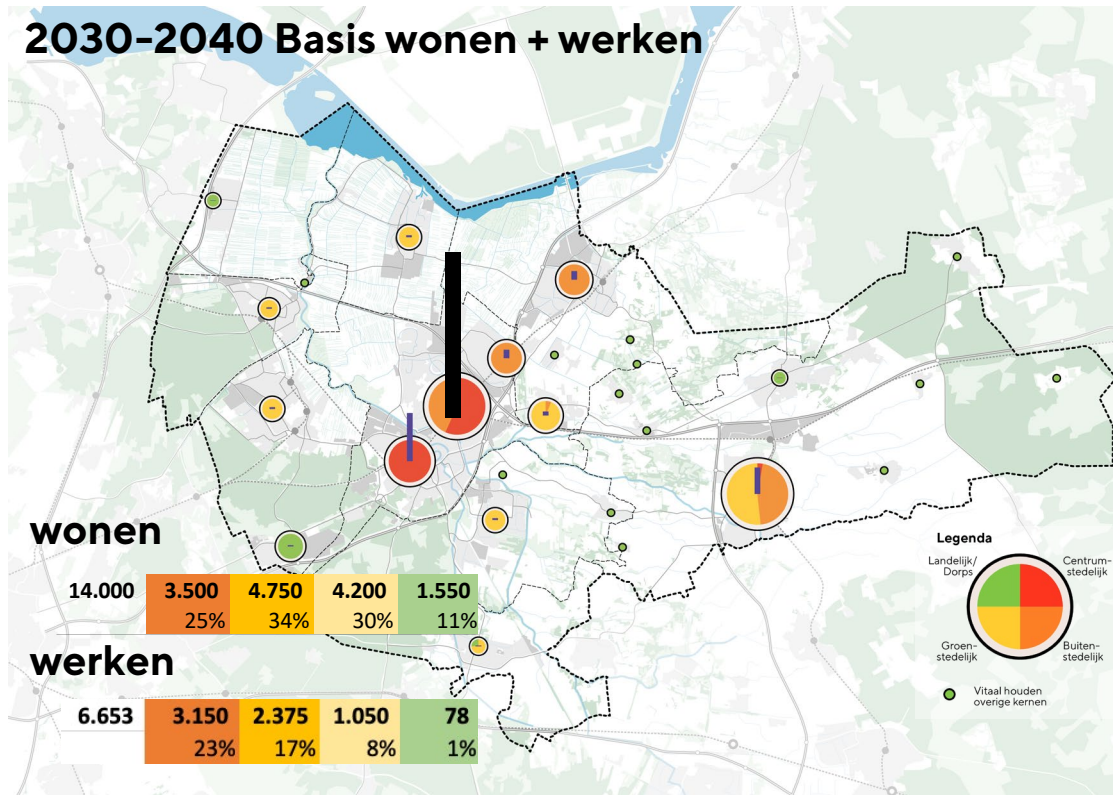 2030-2040 Basis wonen + werken
wonen
14.000 3.500 4.750 4.200 1.550
25% 34% 30% 11%
werken
6.653 3.150 2.375 1.050 78
23% 17% 8% 1%
Legenda
Landelijk/
Dorps
Centrum-
stedelijk
Groen-
stedelijk
Buiten-
stedelijk
Vitaal houden
overige kernen